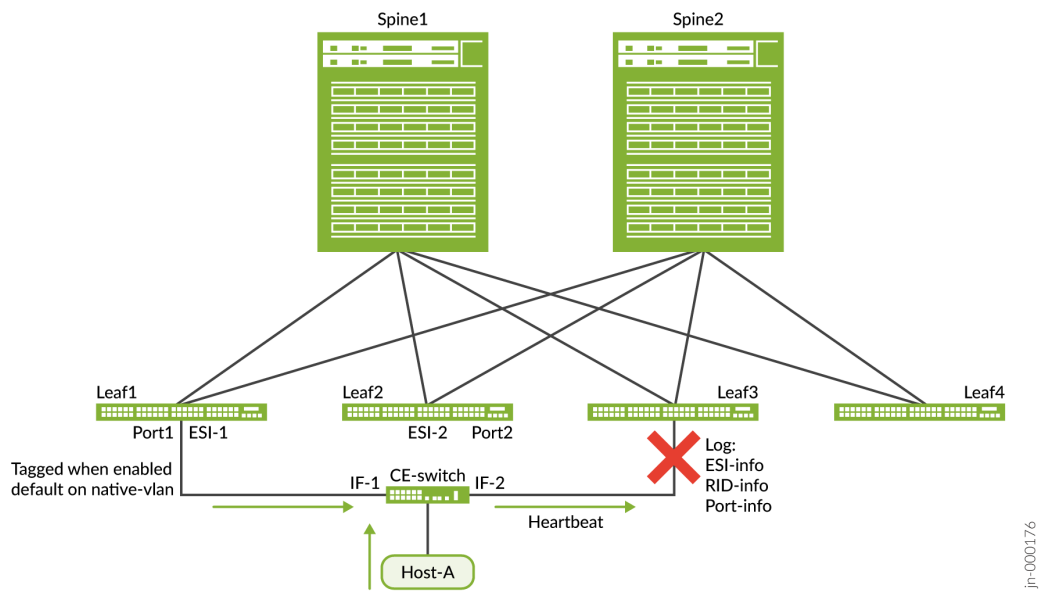 Spine1
Spine2
Leaf1
Leaf2
Leaf3
Leaf4
Port1
ESI-1
ESI-2
Port2
Log:
ESI-info
RID-info
Port-info
Tagged when enabled
default on native-vlan
IF-1
CE-switch
IF-2
Heartbeat
Host-A
jn-000176